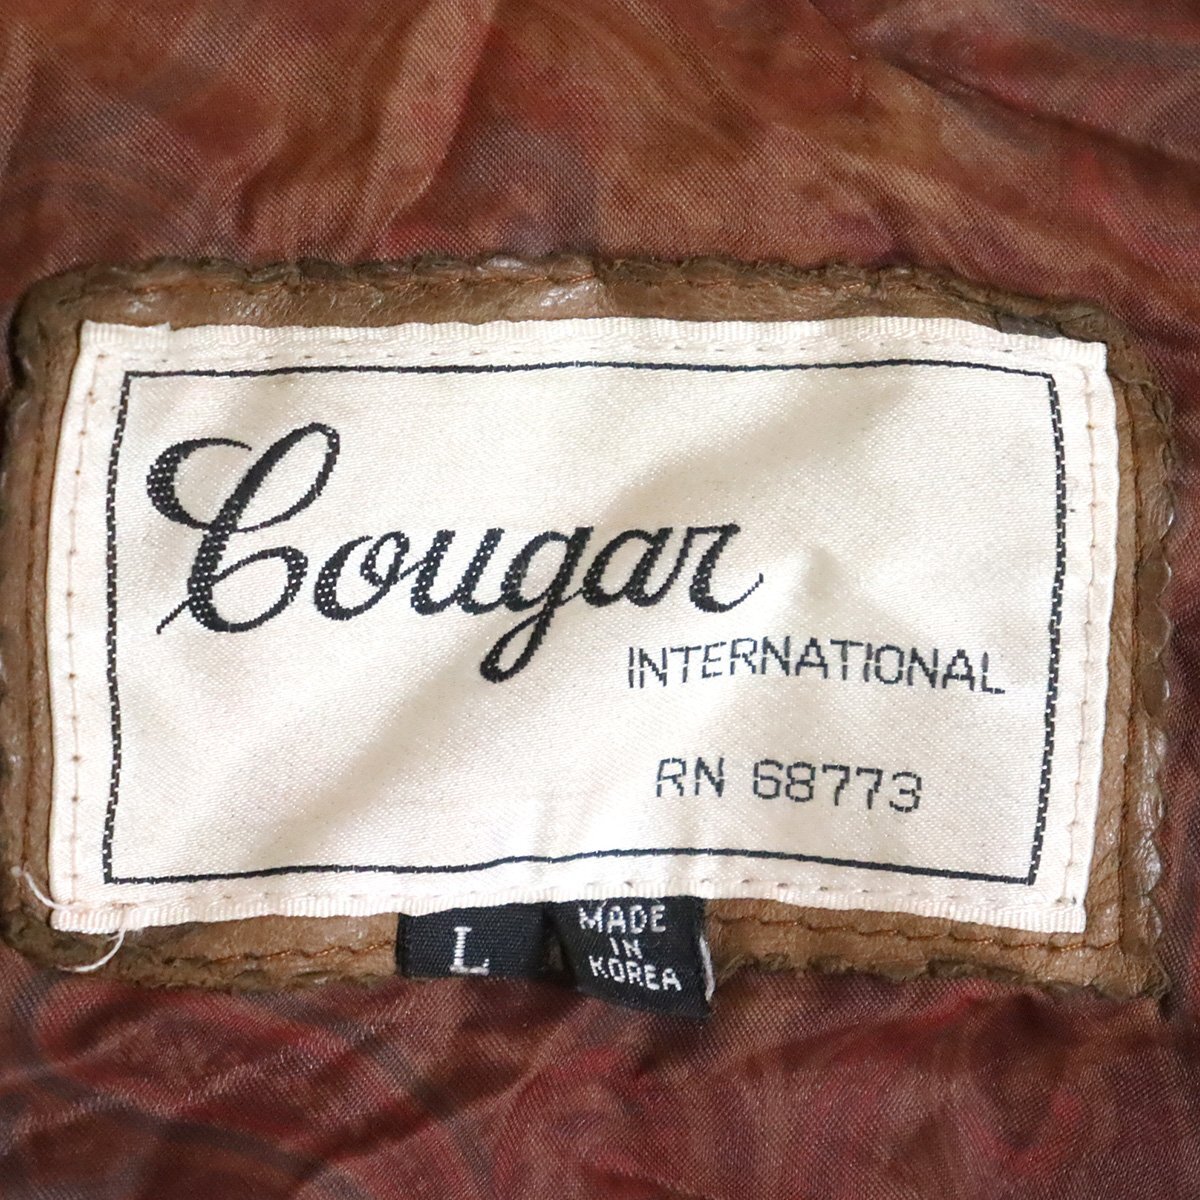 Cougar
INTERNATIONAL
RN 68773
L
MADE
IN
KOREA